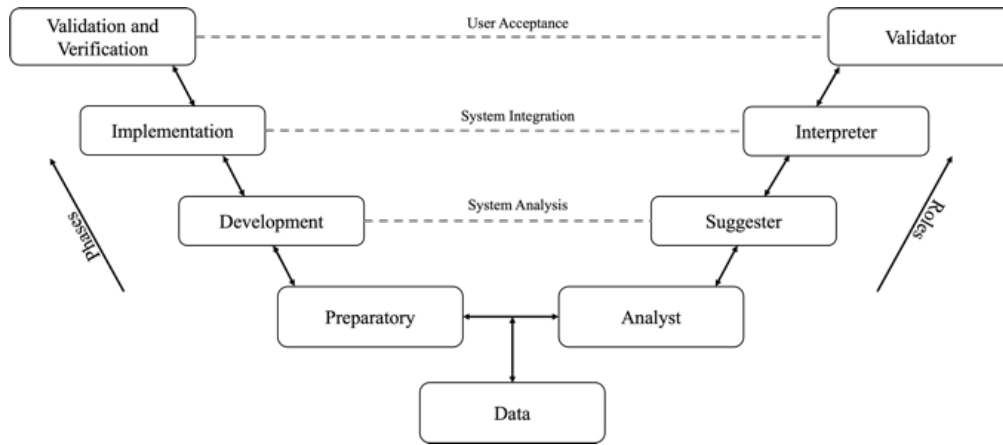 Validation and
Verification
User Acceptance
Validator
Implementation
System Integration
Interpreter
Phases
Development
System Analysis
Suggester
Roles
Preparatory
Analyst
Data